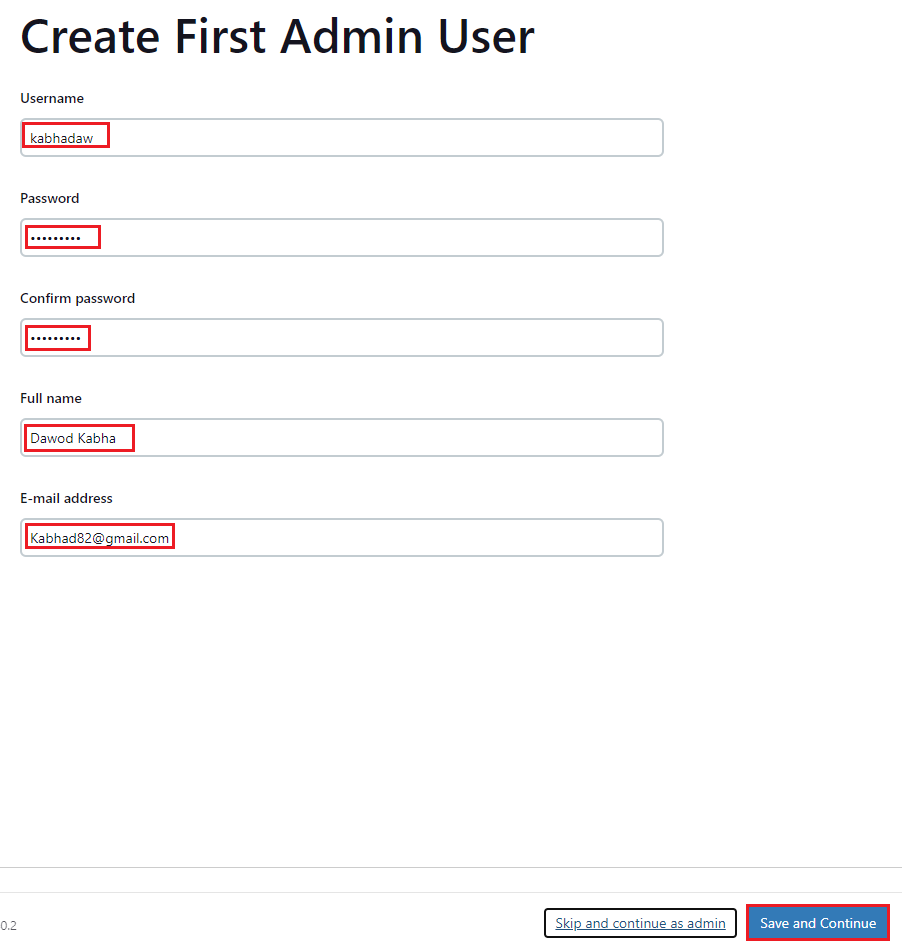 Create First Admin User
Username
kabhadaw
Password
•••••••••
Confirm password
•••••••••
Full name
Dawod Kabha
E-mail address
Kabhad82@gmail.com
0.2
Skip and continue as admin
Save and Continue